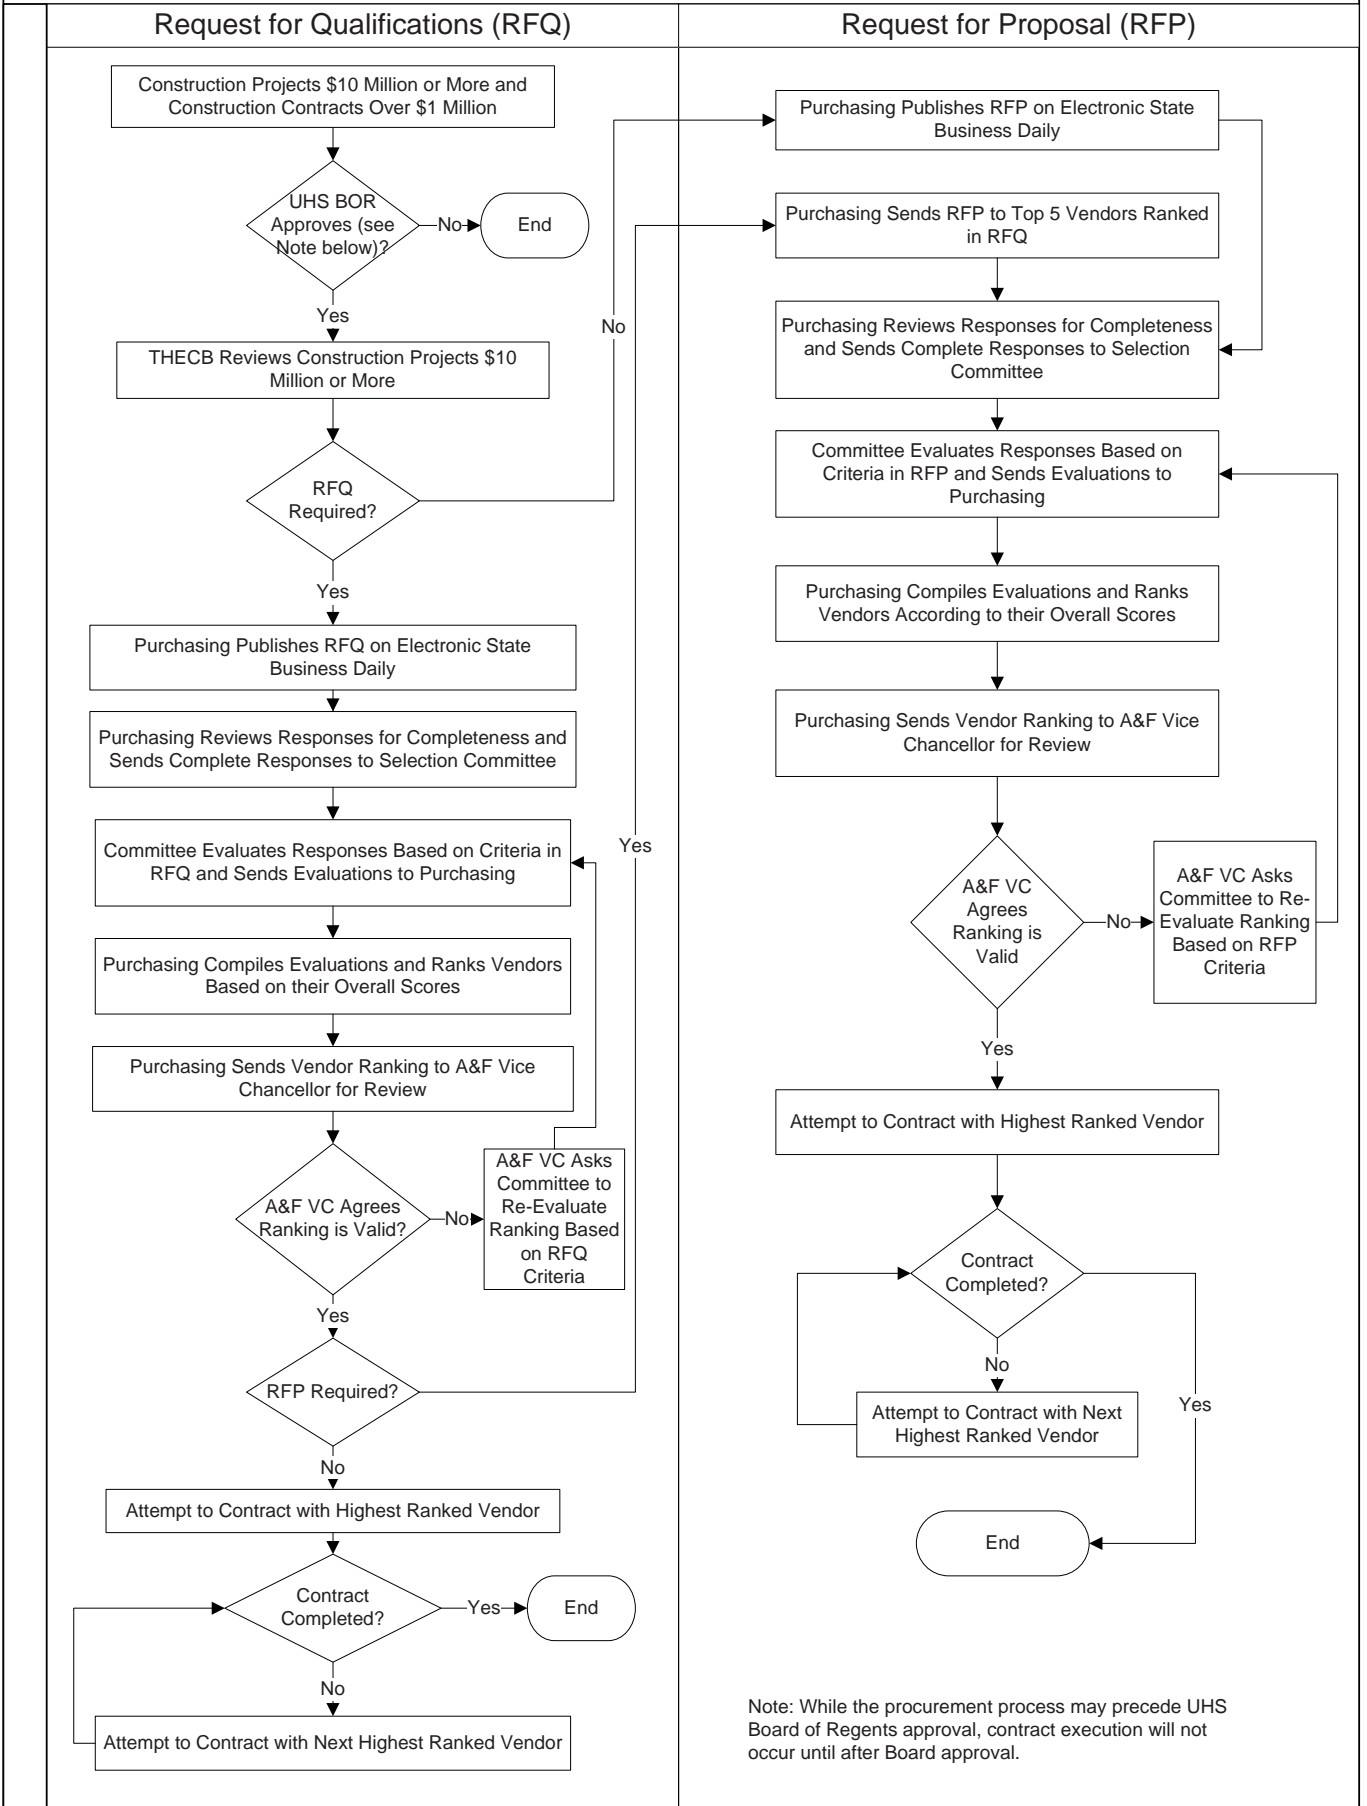 Request for Qualifications (RFQ)
Construction Projects $10 Million or More and
Construction Contracts Over $1 Million
UHS BOR
Approves (see
Note below)?
No
End
Yes
THECB Reviews Construction Projects $10
Million or More
RFQ
Required?
No
Yes
Purchasing Publishes RFQ on Electronic State
Business Daily
Purchasing Reviews Responses for Completeness and
Sends Complete Responses to Selection Committee
Committee Evaluates Responses Based on Criteria in
RFQ and Sends Evaluations to Purchasing
Purchasing Compiles Evaluations and Ranks Vendors
Based on their Overall Scores
Purchasing Sends Vendor Ranking to A&F Vice
Chancellor for Review
A&F VC Agrees
Ranking is Valid?
No
A&F VC Asks
Committee to
Re-Evaluate
Ranking Based
on RFQ
Criteria
Yes
RFP Required?
Yes
No
Attempt to Contract with Highest Ranked Vendor
Contract
Completed?
Yes
End
No
Attempt to Contract with Next Highest Ranked Vendor
Request for Proposal (RFP)
Purchasing Publishes RFP on Electronic State
Business Daily
Purchasing Sends RFP to Top 5 Vendors Ranked
in RFQ
Purchasing Reviews Responses for Completeness
and Sends Complete Responses to Selection
Committee
Committee Evaluates Responses Based on
Criteria in RFP and Sends Evaluations to
Purchasing
Purchasing Compiles Evaluations and Ranks
Vendors According to their Overall Scores
Purchasing Sends Vendor Ranking to A&F Vice
Chancellor for Review
A&F VC
Agrees
Ranking is
Valid
No
A&F VC Asks
Committee to Re-
Evaluate Ranking
Based on RFP
Criteria
Yes
Attempt to Contract with Highest Ranked Vendor
Contract
Completed?
No
Yes
Attempt to Contract with Next
Highest Ranked Vendor
End
Note: While the procurement process may precede UHS
Board of Regents approval, contract execution will not
occur until after Board approval.